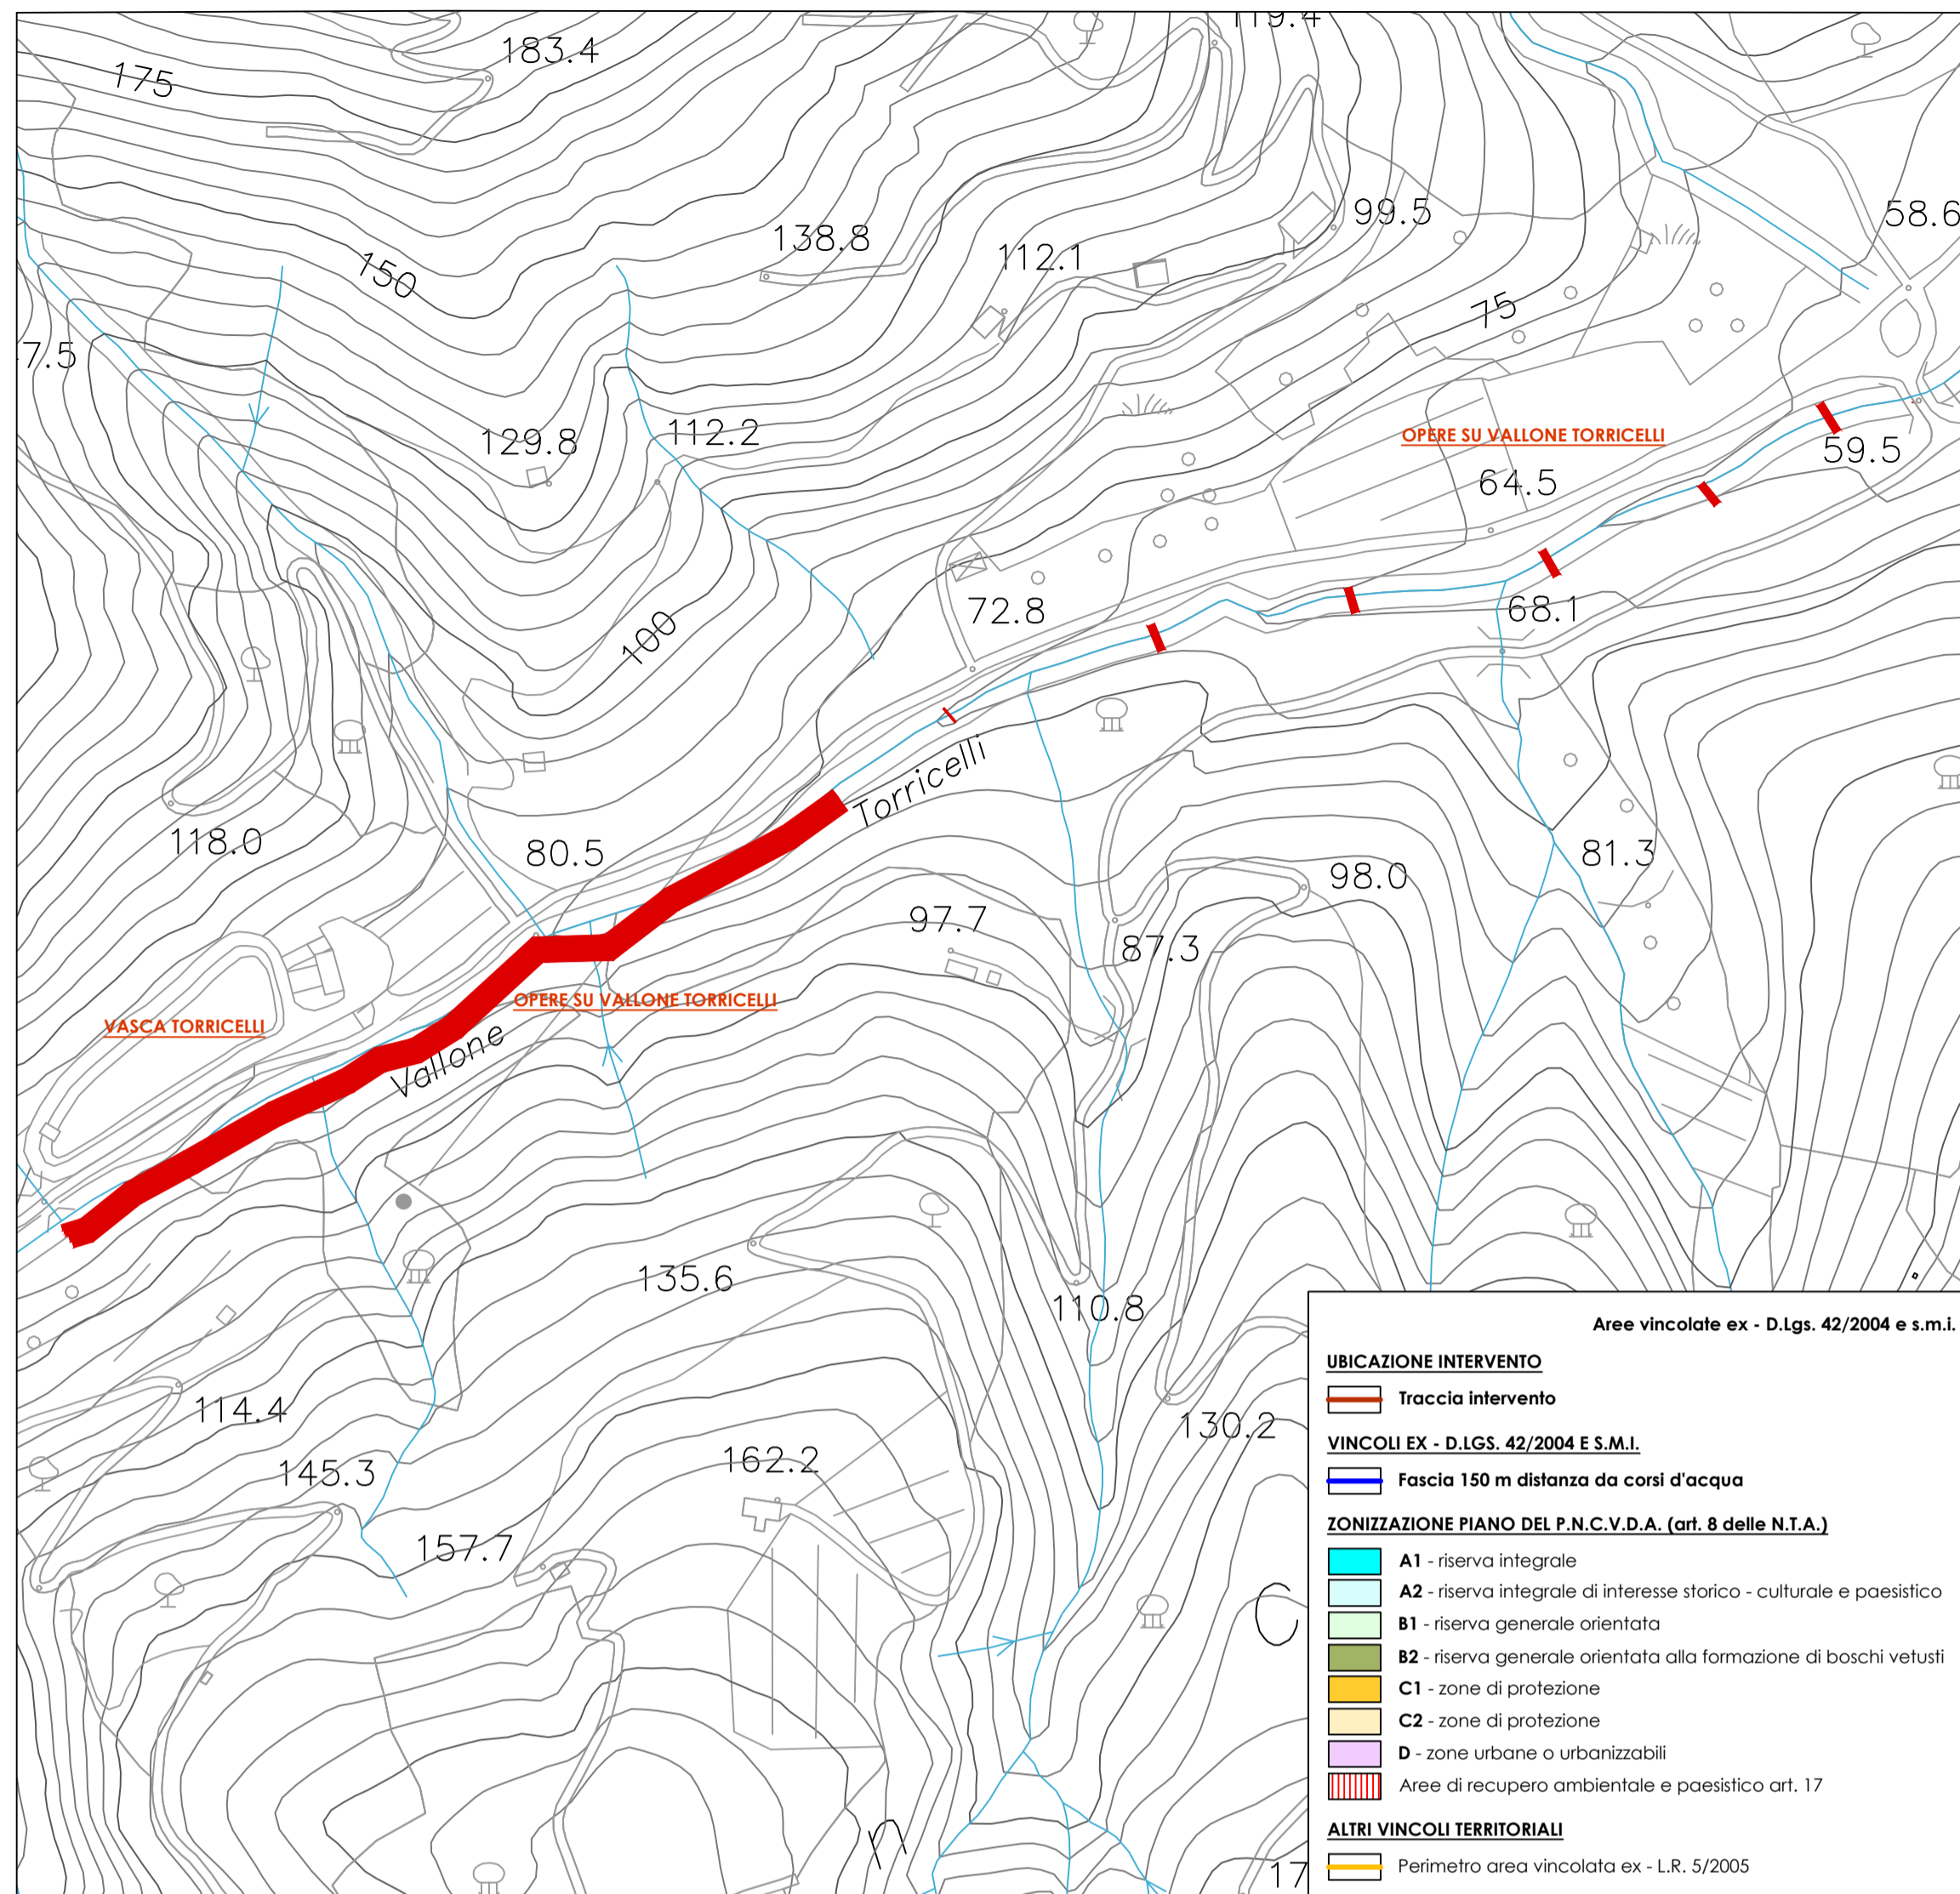 119.4
183.4
175
99.5
58.6
138.8
112.1
150
75
7.5
112.2
129.8
OPERE SU VALLONE TORRICELLI
59.5
64.5
72.8
68.1
100
Torricelli
118.0
80.5
81.3
98.0
97.7
87.3
OPERE SU VALLONE TORRICELLI
VASCA TORRICELLI
Vallone
135.6
110.8
114.4
130.2
145.3
162.2
157.7
C
n
17
Aree vincolate ex - D.Lgs. 42/2004 e s.m.i.
UBICAZIONE INTERVENTO
Traccia intervento
VINCOLI EX - D.LGS. 42/2004 E S.M.I.
Fascia 150 m distanza da corsi d'acqua
ZONIZZAZIONE PIANO DEL P.N.C.V.D.A. (art. 8 delle N.T.A.)
A1 - riserva integrale
A2 - riserva integrale di interesse storico - culturale e paesistico
B1 - riserva generale orientata
B2 - riserva generale orientata alla formazione di boschi vetusti
C1 - zone di protezione
C2 - zone di protezione
D - zone urbane o urbanizzabili
Aree di recupero ambientale e paesistico art. 17
ALTRI VINCOLI TERRITORIALI
Perimetro area vincolata ex - L.R. 5/2005